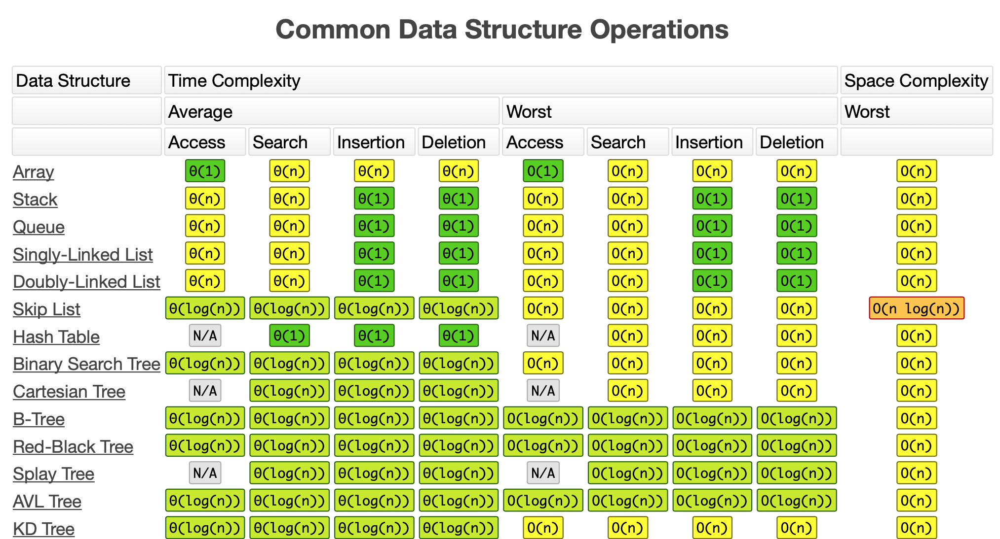 Common Data Structure Operations
Data Structure Time Complexity Space Complexity
Average Worst Worst
Access Search Insertion Deletion Access Search Insertion Deletion
Array Θ(1) Θ(n) Θ(n) Θ(n) O(1) O(n) O(n) O(n) O(n)
Stack Θ(n) Θ(n) Θ(1) Θ(1) O(n) O(n) O(1) O(1) O(n)
Queue Θ(n) Θ(n) Θ(1) Θ(1) O(n) O(n) O(1) O(1) O(n)
Singly-Linked List Θ(n) Θ(n) Θ(1) Θ(1) O(n) O(n) O(1) O(1) O(n)
Doubly-Linked List Θ(n) Θ(n) Θ(1) Θ(1) O(n) O(n) O(1) O(1) O(n)
Skip List Θ(log(n)) Θ(log(n)) Θ(log(n)) Θ(log(n)) O(n) O(n) O(n) O(n) O(n log(n))
Hash Table N/A Θ(1) Θ(1) Θ(1) N/A O(n) O(n) O(n) O(n)
Binary Search Tree Θ(log(n)) Θ(log(n)) Θ(log(n)) Θ(log(n)) O(n) O(n) O(n) O(n) O(n)
Cartesian Tree N/A Θ(log(n)) Θ(log(n)) Θ(log(n)) N/A O(n) O(n) O(n) O(n)
B-Tree Θ(log(n)) Θ(log(n)) Θ(log(n)) Θ(log(n)) O(log(n)) O(log(n)) O(log(n)) O(log(n)) O(n)
Red-Black Tree Θ(log(n)) Θ(log(n)) Θ(log(n)) Θ(log(n)) O(log(n)) O(log(n)) O(log(n)) O(log(n)) O(n)
Splay Tree N/A Θ(log(n)) Θ(log(n)) Θ(log(n)) N/A O(log(n)) O(log(n)) O(log(n)) O(n)
AVL Tree Θ(log(n)) Θ(log(n)) Θ(log(n)) Θ(log(n)) O(log(n)) O(log(n)) O(log(n)) O(log(n)) O(n)
KD Tree Θ(log(n)) Θ(log(n)) Θ(log(n)) Θ(log(n)) O(n) O(n) O(n) O(n) O(n)